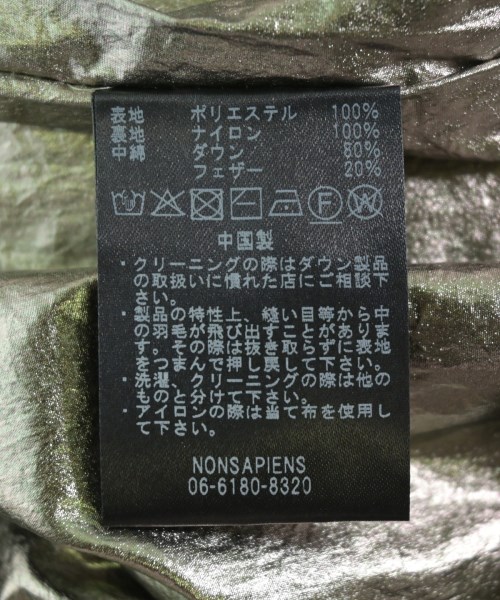 表地 ポリエステル 100%
裏地 ナイロン 100%
中綿 ダウン 80%
フェザー 20%
中国製
・クリーニングの際はダウン製品
の取扱いに慣れた店にご相談下
さい。
・製品の特性上、縫い目等から中
の羽毛が飛び出すことがありま
す。その際は抜き取らずに表地
をつまんで押し戻して下さい。
・洗濯、クリーニングの際は他の
ものと分けて下さい。
・アイロンの際は当て布を使用し
て下さい。
NONSAPIENS
06-6180-8320